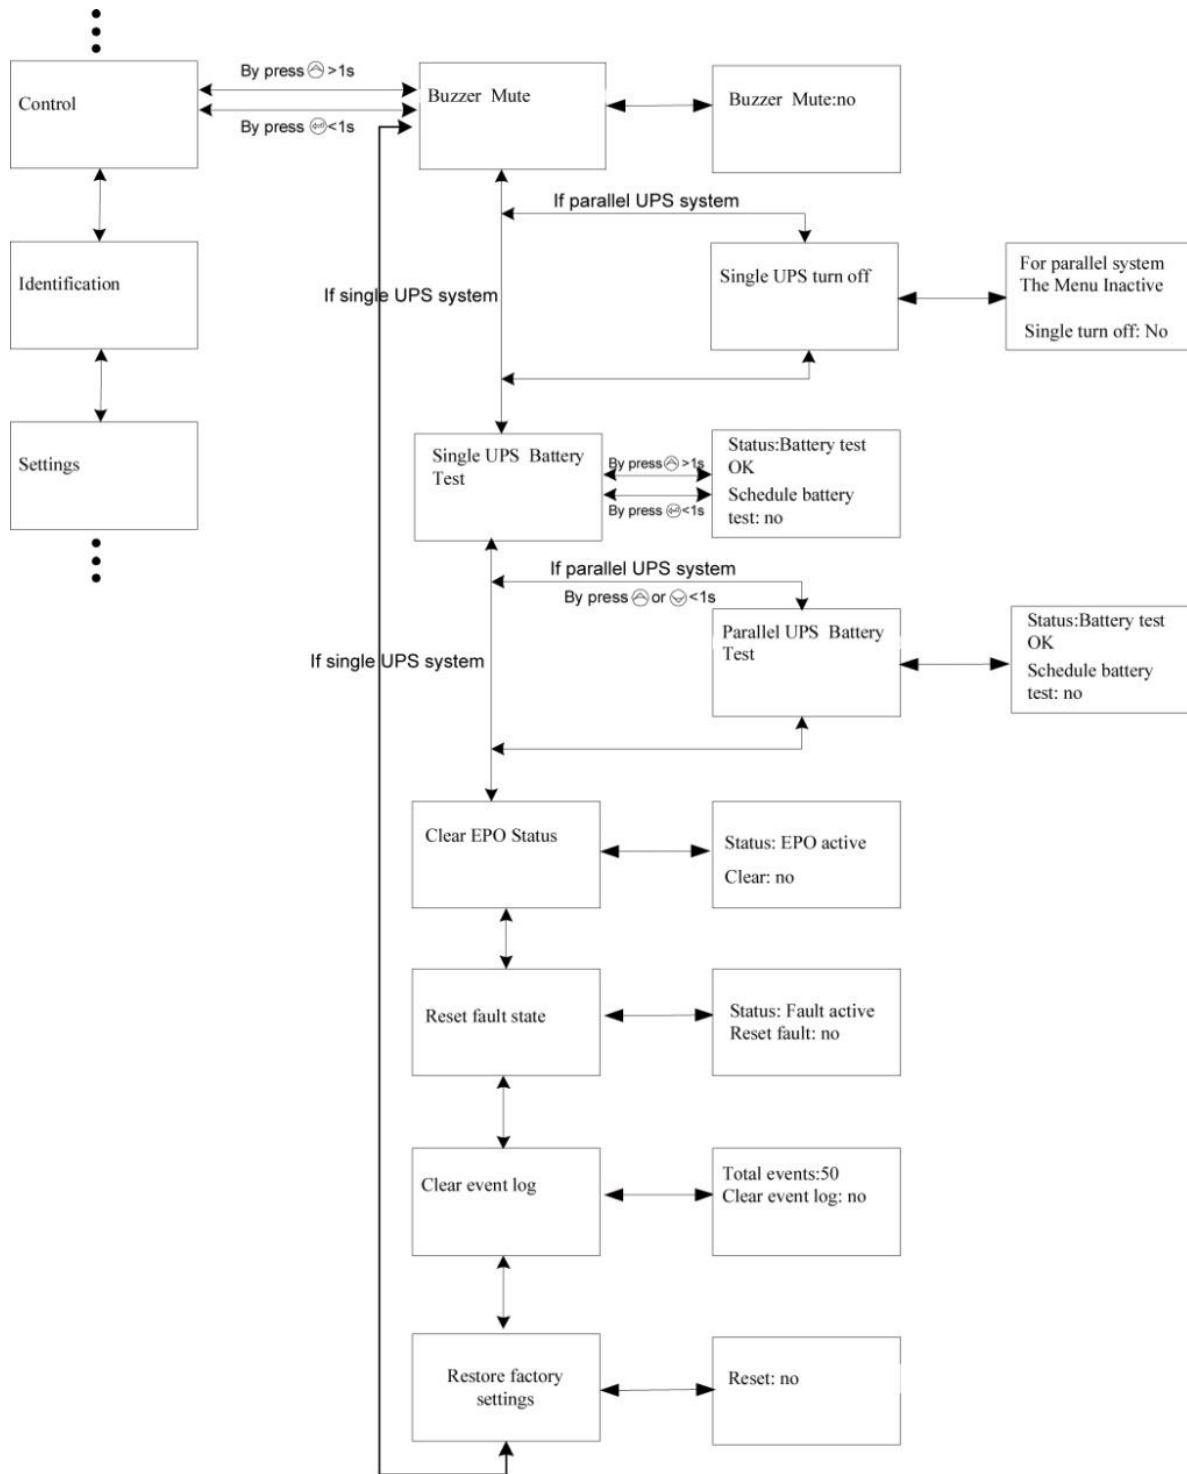 By press >1s
Control
Buzzer Mute
Buzzer Mute:no
By press <1s
If parallel UPS system
Identification
Single UPS turn off
For parallel system
The Menu Inactive
Single turn off: No
If single UPS system
Settings
Single UPS Battery
Test
By press >1s
By press <1s
Status:Battery test
OK
Schedule battery
test: no
If parallel UPS system
By press or <1s
Parallel UPS Battery
Test
Status:Battery test
OK
Schedule battery
test: no
If single UPS system
Clear EPO Status
Status: EPO active
Clear: no
Reset fault state
Status: Fault active
Reset fault: no
Clear event log
Total events:50
Clear event log: no
Restore factory
settings
Reset: no